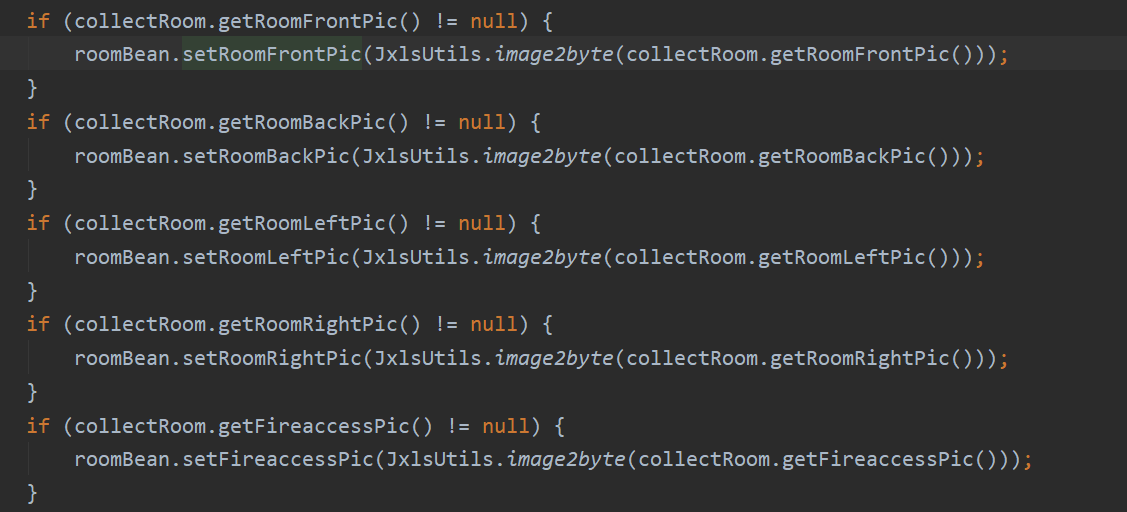 if (collectRoom.getRoomFrontPic() != null) {
roomBean.setRoomFrontPic(JxlsUtils.image2byte(collectRoom.getRoomFrontPic()));
}
if (collectRoom.getRoomBackPic() != null) {
roomBean.setRoomBackPic(JxlsUtils.image2byte(collectRoom.getRoomBackPic()));
}
if (collectRoom.getRoomLeftPic() != null) {
roomBean.setRoomLeftPic(JxlsUtils.image2byte(collectRoom.getRoomLeftPic()));
}
if (collectRoom.getRoomRightPic() != null) {
roomBean.setRoomRightPic(JxlsUtils.image2byte(collectRoom.getRoomRightPic()));
}
if (collectRoom.getFireaccessPic() != null) {
roomBean.setFireaccessPic(JxlsUtils.image2byte(collectRoom.getFireaccessPic()));
}